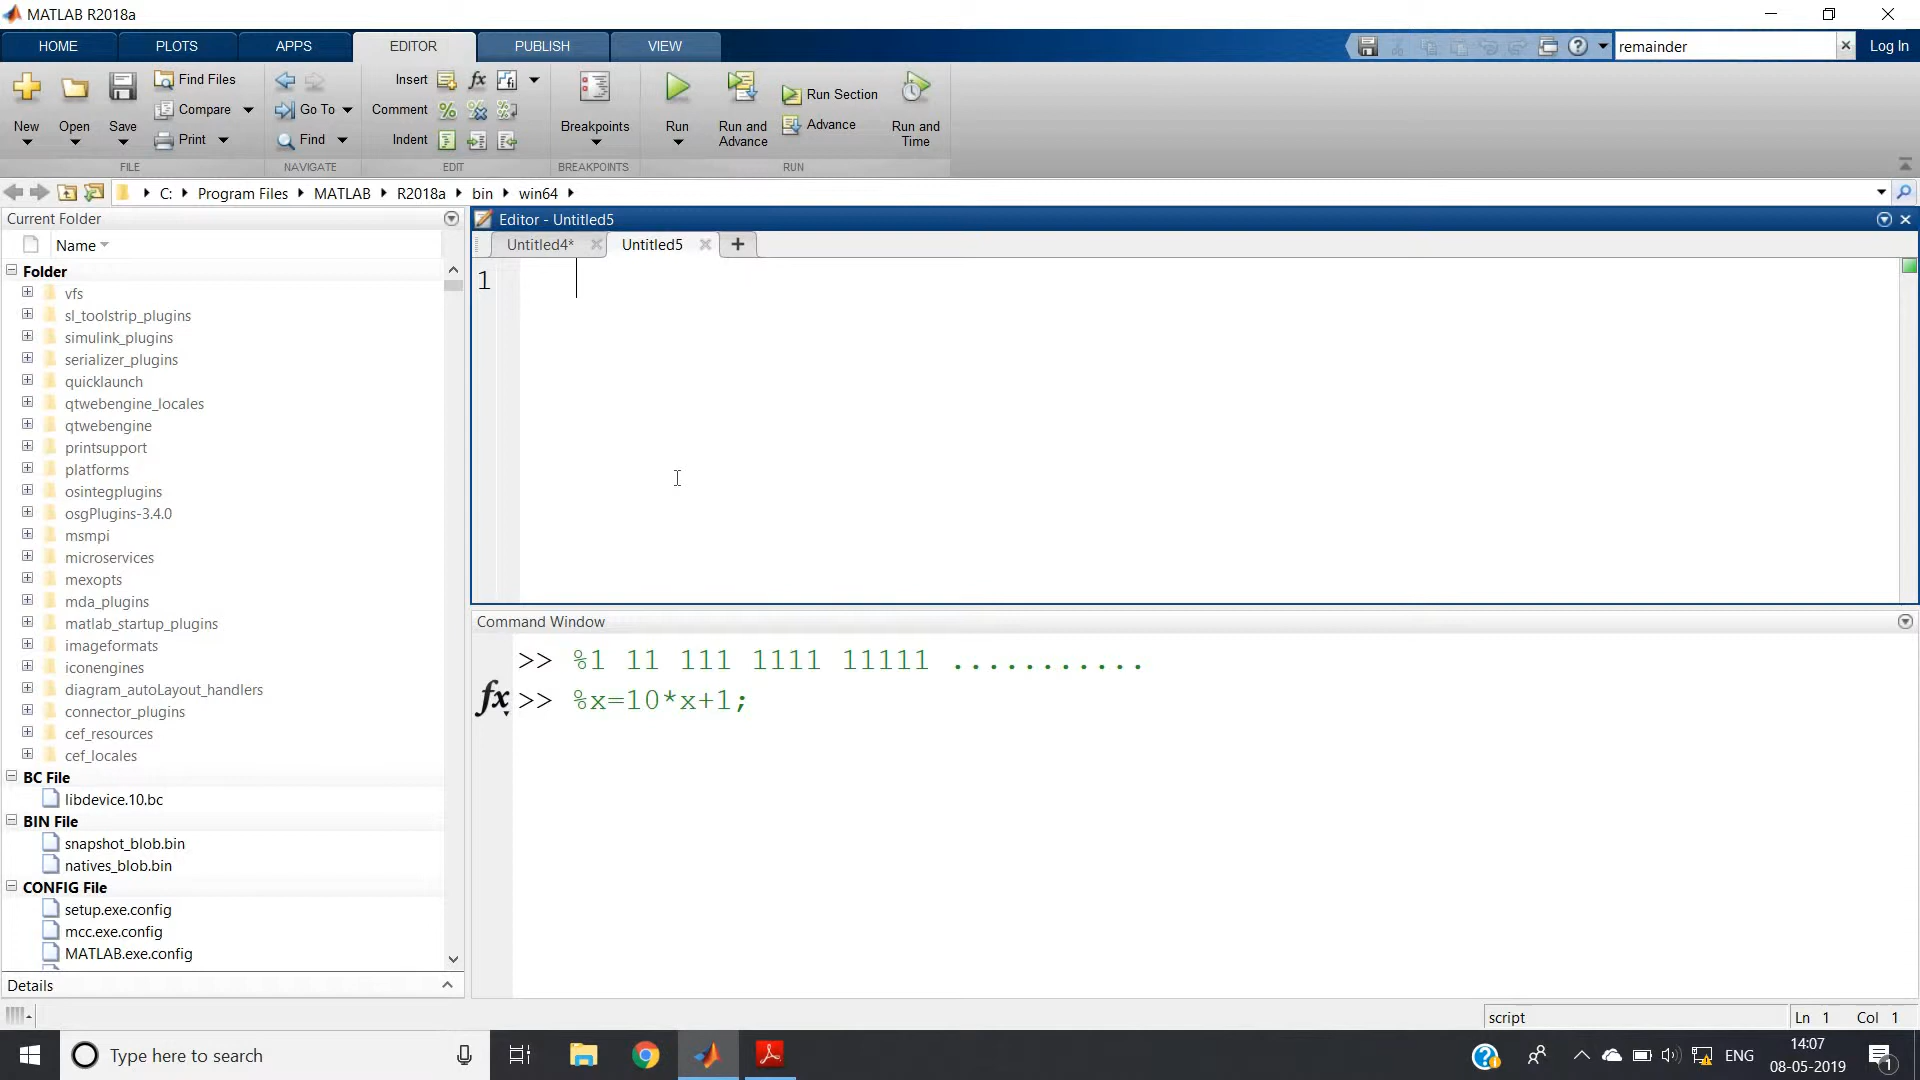 MATLAB R2018a
HOME PLOTS APPS EDITOR PUBLISH VIEW remainder Log In
New Open Save Find Files Compare Print
Go To Find
Insert Comment Indent fx
Breakpoints Run Run and Advance Run Section Advance Run and Time
FILE NAVIGATE EDIT BREAKPOINTS RUN
C: Program Files MATLAB R2018a bin win64
Current Folder
Name
Folder
vfs
sl_toolstrip_plugins
simulink_plugins
serializer_plugins
quicklaunch
qtwebengine_locales
qtwebengine
printsupport
platforms
osintegplugins
osgPlugins-3.4.0
msmpi
microservices
mexopts
mda_plugins
matlab_startup_plugins
imageformats
iconengines
diagram_autoLayout_handlers
connector_plugins
cef_resources
cef_locales
BC File
libdevice.10.bc
BIN File
snapshot_blob.bin
natives_blob.bin
CONFIG File
setup.exe.config
mcc.exe.config
MATLAB.exe.config
Details
Editor - Untitled5
Untitled4* Untitled5
1
Command Window
>> %1 11 111 1111 11111 ...........
fx >> %x=10*x+1;
script Ln 1 Col 1
Type here to search
ENG 14:07
08-05-2019
1